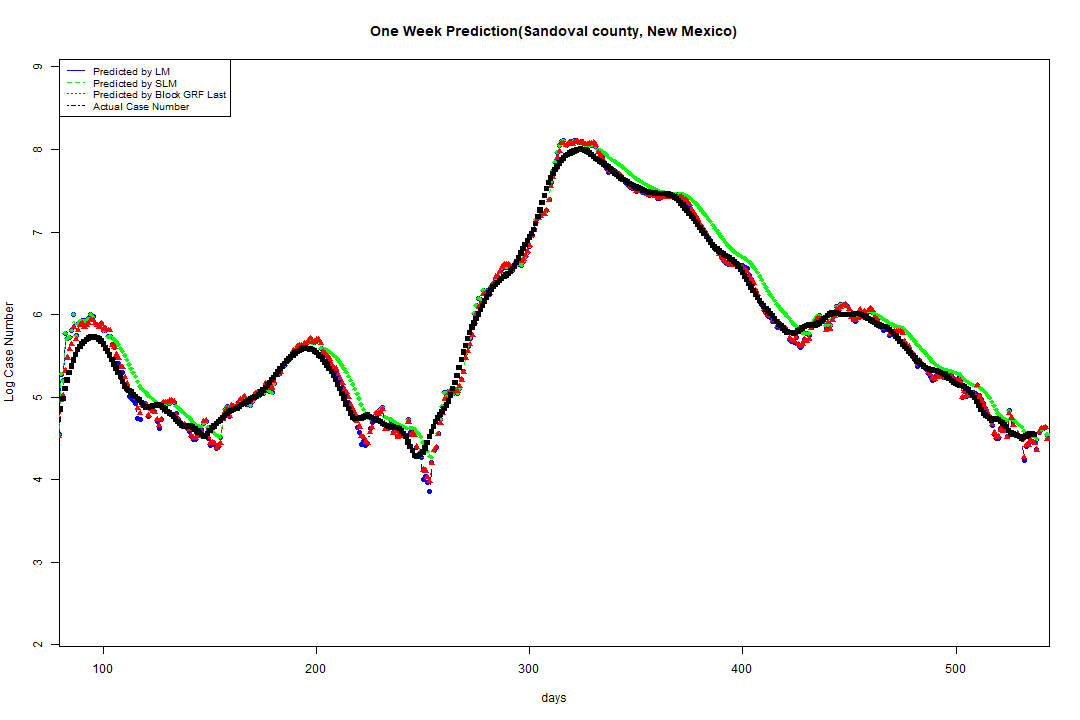 One Week Prediction(Sandoval county, New Mexico)
Predicted by LM
Predicted by SLM
Predicted by Block GRF Last
Actual Case Number
Log Case Number
9
8
7
6
5
4
3
2
100 200 300 400 500
days